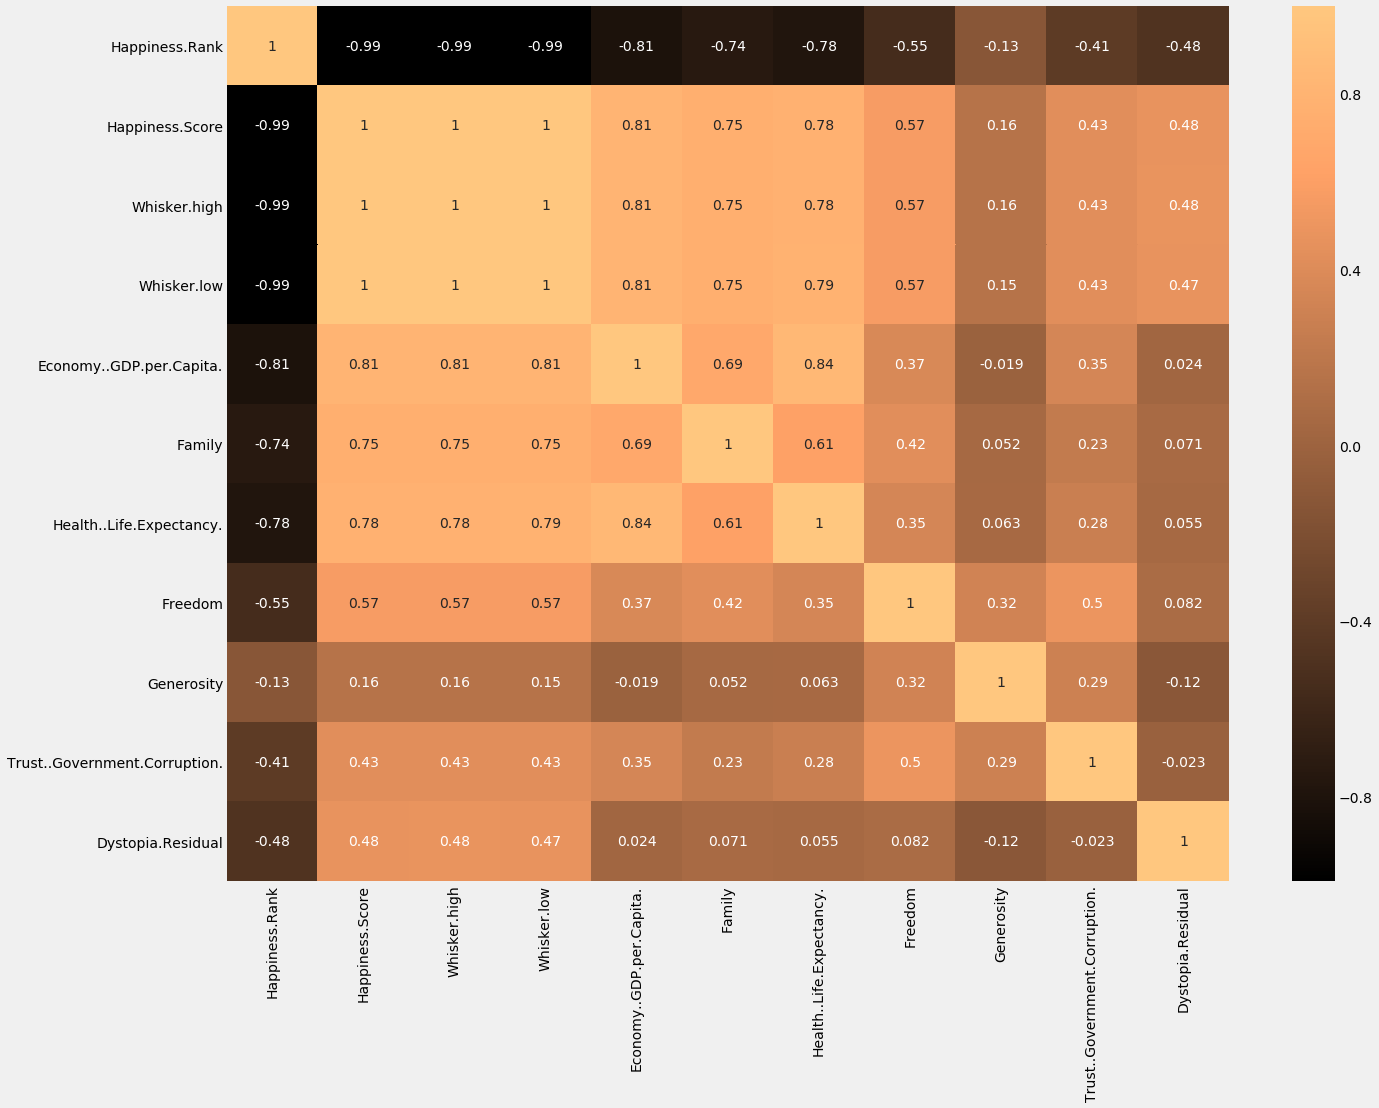 Happiness.Rank 1 -0.99 -0.99 -0.99 -0.81 -0.74 -0.78 -0.55 -0.13 -0.41 -0.48
Happiness.Score -0.99 1 1 1 0.81 0.75 0.78 0.57 0.16 0.43 0.48
Whisker.high -0.99 1 1 1 0.81 0.75 0.78 0.57 0.16 0.43 0.48
Whisker.low -0.99 1 1 1 0.81 0.75 0.79 0.57 0.15 0.43 0.47
Economy..GDP.per.Capita. -0.81 0.81 0.81 0.81 1 0.69 0.84 0.37 -0.019 0.35 0.024
Family -0.74 0.75 0.75 0.75 0.69 1 0.61 0.42 0.052 0.23 0.071
Health..Life.Expectancy. -0.78 0.78 0.78 0.79 0.84 0.61 1 0.35 0.063 0.28 0.055
Freedom -0.55 0.57 0.57 0.57 0.37 0.42 0.35 1 0.32 0.5 0.082
Generosity -0.13 0.16 0.16 0.15 -0.019 0.052 0.063 0.32 1 0.29 -0.12
Trust..Government.Corruption. -0.41 0.43 0.43 0.43 0.35 0.23 0.28 0.5 0.29 1 -0.023
Dystopia.Residual -0.48 0.48 0.48 0.47 0.024 0.071 0.055 0.082 -0.12 -0.023 1
Happiness.Rank
Happiness.Score
Whisker.high
Whisker.low
Economy..GDP.per.Capita.
Family
Health..Life.Expectancy.
Freedom
Generosity
Trust..Government.Corruption.
Dystopia.Residual
0.8
0.4
0.0
−0.4
−0.8